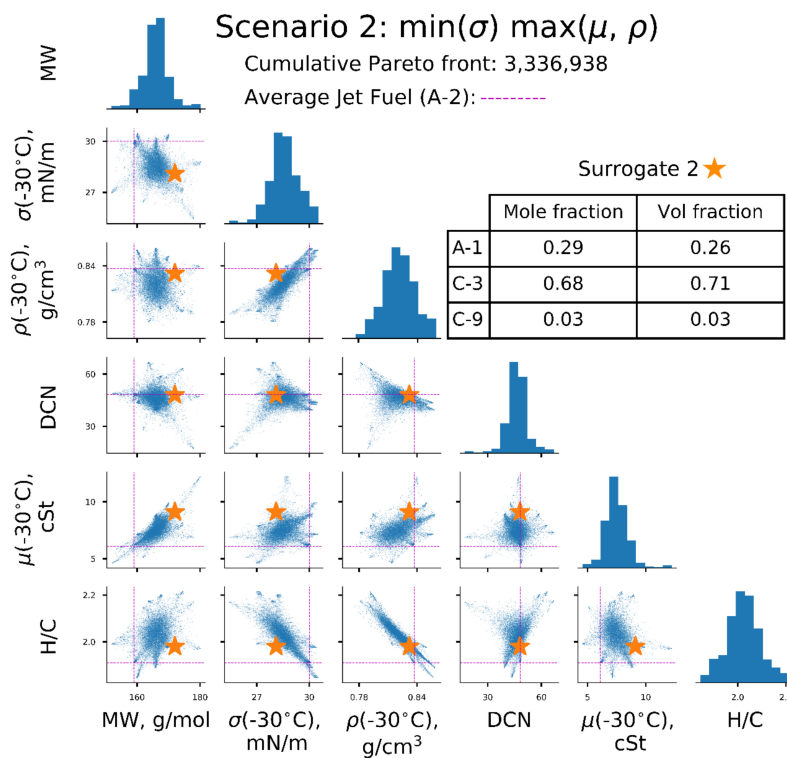 Scenario 2: min(σ) max(μ, ρ)
Cumulative Pareto front: 3,336,938
Average Jet Fuel (A-2):
MW
σ(-30°C),
mN/m
30
27
Surrogate 2
Mole fraction Vol fraction
A-1 0.29 0.26
C-3 0.68 0.71
C-9 0.03 0.03
ρ(-30°C),
g/cm³
0.84
0.78
DCN
60
30
μ(-30°C),
cSt
10
5
H/C
2.2
2.0
160 180 27 30 0.78 0.84 30 60 5 10 2.0
MW, g/mol σ(-30°C), ρ(-30°C), DCN μ(-30°C), H/C
mN/m g/cm³ cSt